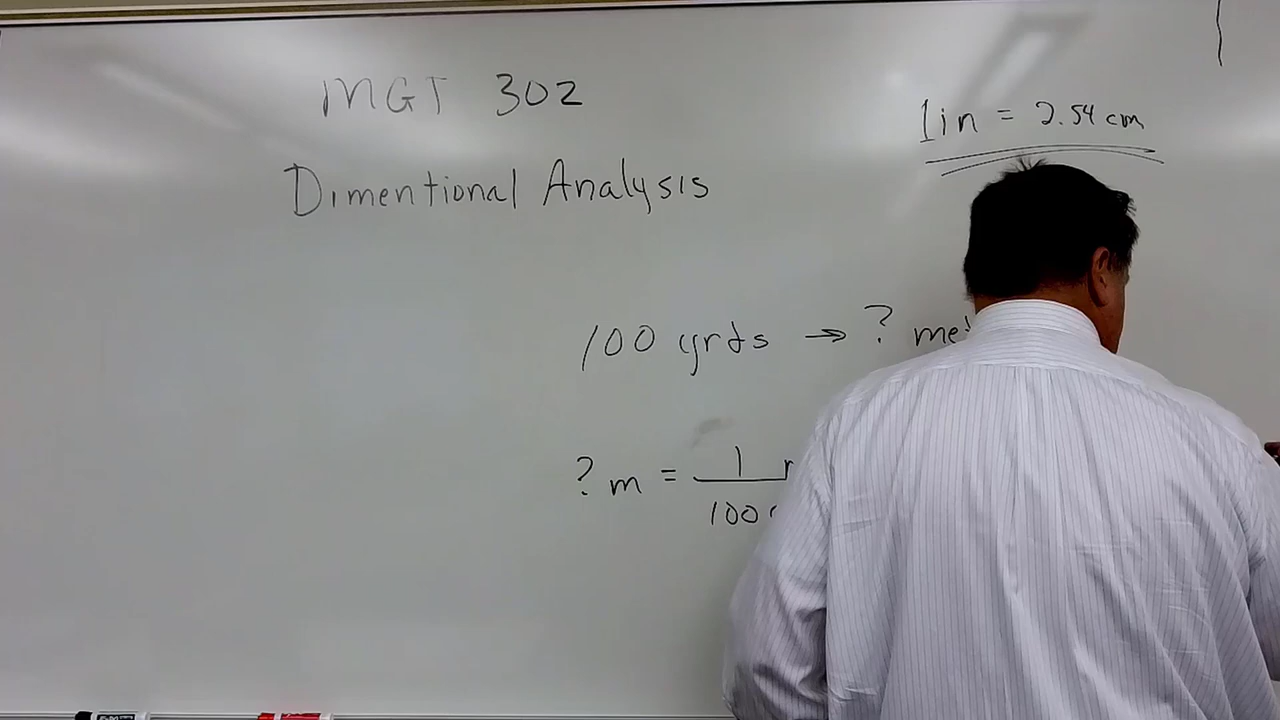 MGT 302
1in = 2.54 cm
Dimentional Analysis
100 yrds → ? me
? m = 1
100